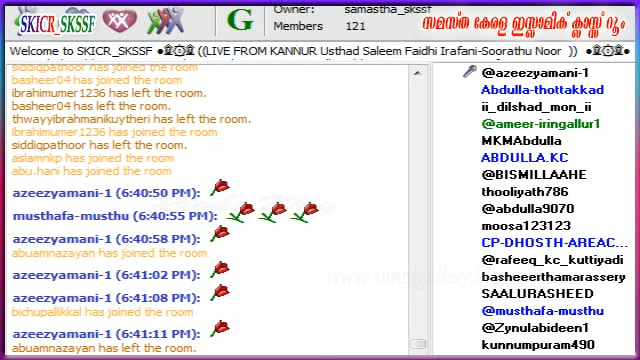 SKICR_SKSSF
G
Owner: samastha_skssf
Members 121
സമസ്ത കേരള ഇസ്ലാമിക് ക്ലാസ്സ് റൂം
Welcome to SKICR_SKSSF ●۩۞۩ ((LIVE FROM KANNUR Usthad Saleem Faidhi Irafani-Soorathu Noor )) ●۩۞۩●
siddiqpathoor has joined the room
basheer04 has joined the room
ibrahimumer1236 has left the room.
basheer04 has left the room.
thwayyibrahmanikuytheri has left the room.
ibrahimumer1236 has joined the room
siddiqpathoor has left the room.
aslamnkp has joined the room
abu.hani has joined the room
azeezyamani-1 (6:40:50 PM):
musthafa-musthu (6:40:55 PM):
azeezyamani-1 (6:40:58 PM):
abuamnazayan has joined the room
azeezyamani-1 (6:41:02 PM):
azeezyamani-1 (6:41:08 PM):
bichupallikkal has joined the room
azeezyamani-1 (6:41:11 PM):
abuamnazayan has left the room.
@azeezyamani-1
Abdulla-thottakkad
ii_dilshad_mon_ii
@ameer-iringallur1
MKMAbdulla
ABDULLA.KC
@BISMILLAAHE
thooliyath786
@abdulla9070
moosa123123
CP-DHOSTH-AREAC...
@rafeeq_kc_kuttiyadi
basheeerthamarassery
SAALURASHEED
@musthafa-musthu
@Zynulabideen1
kunnumpuram490